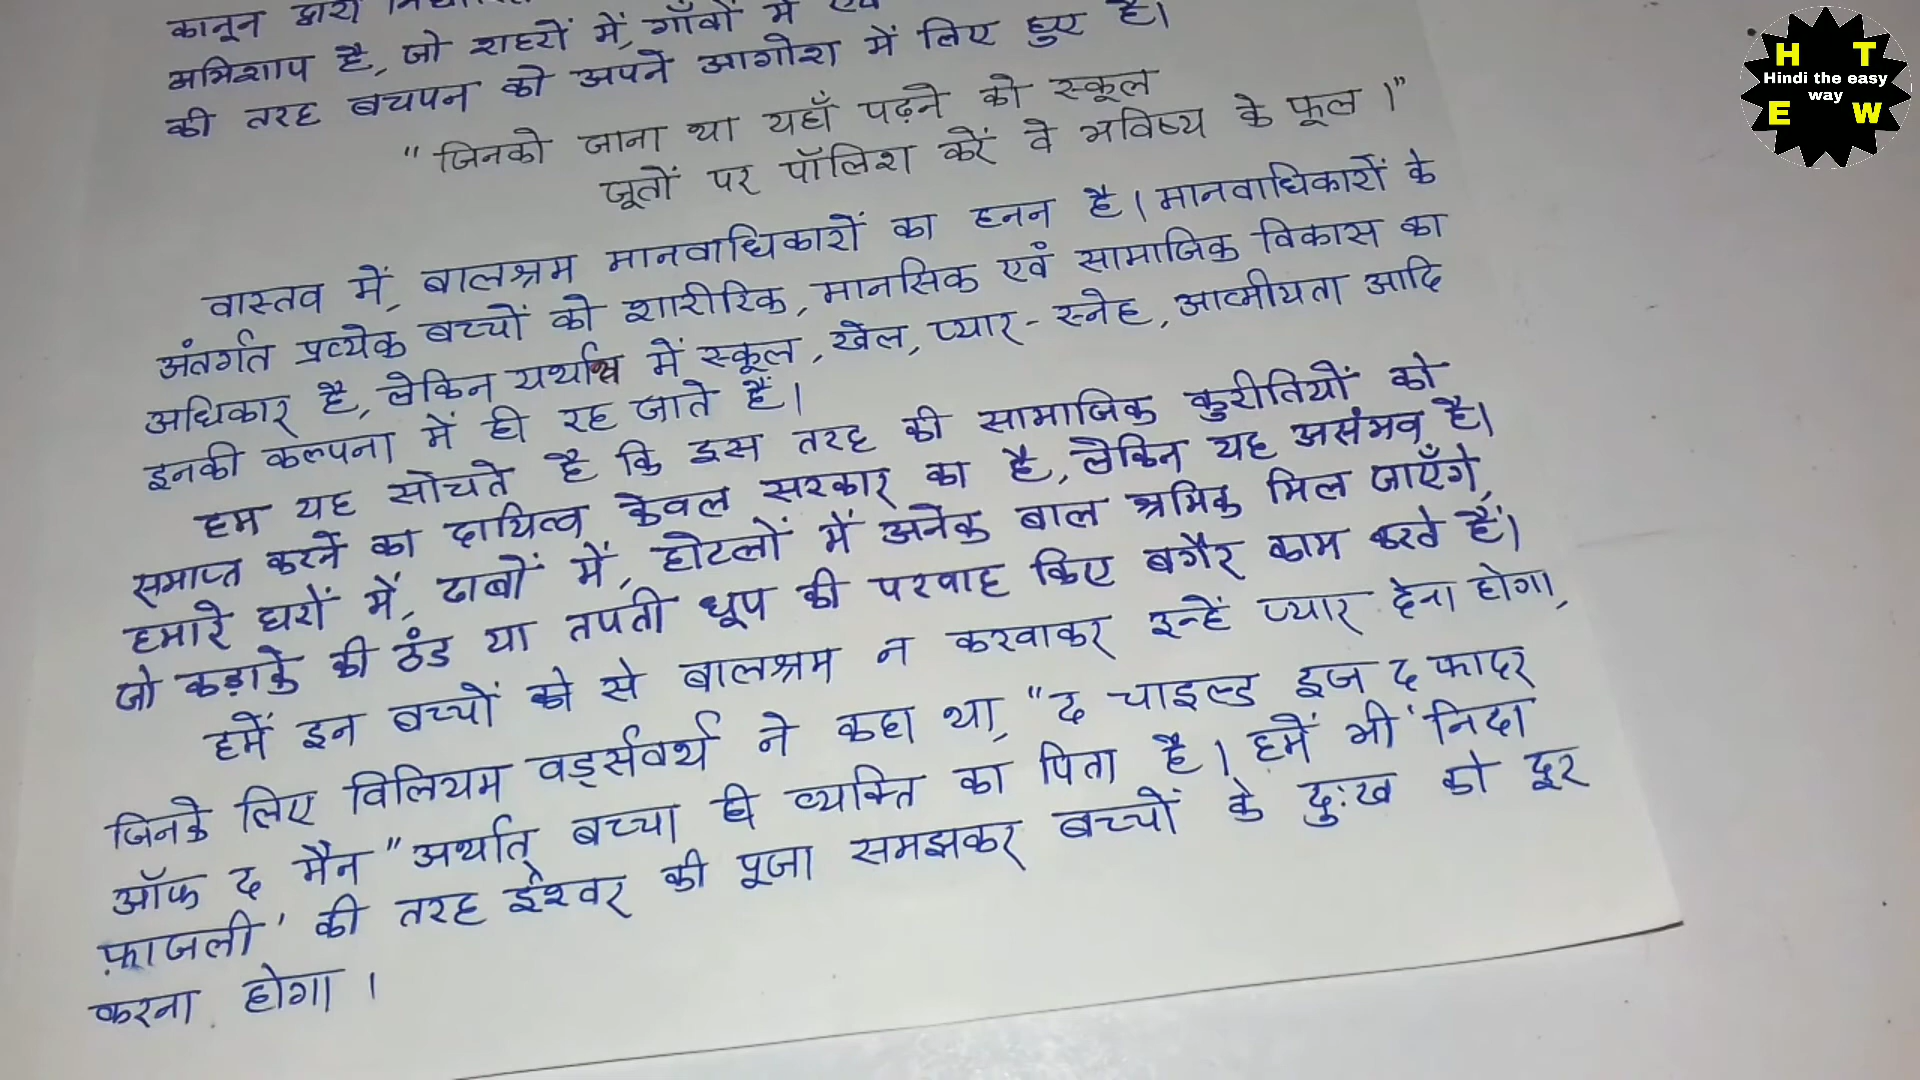 कानून द्वारा
अभिशाप है, जो शहरों में, गाँवों में
की तरह बचपन को अपने आगोश में लिए हुए है।
"जिनको जाना था यहाँ पढ़ने को स्कूल
जूतों पर पॉलिश करें वे भविष्य के फूल।"
वास्तव में, बालश्रम मानवाधिकारों का हनन है। मानवाधिकारों के
अंतर्गत प्रत्येक बच्चों को शारीरिक, मानसिक एवं सामाजिक विकास का
अधिकार है, लेकिन यर्थाथ में स्कूल, खेल, प्यार-स्नेह, आत्मीयता आदि
इनकी कल्पना में ही रह जाते हैं।
हम यह सोचते है कि इस तरह की सामाजिक कुरीतियों को
समाप्त करने का दायित्व केवल सरकार का है, लेकिन यह असंभव है।
हमारे घरों में, ढाबों में, होटलों में अनेक बाल श्रमिक मिल जाएँगे,
जो कड़ाके की ठंड या तपती धूप की परवाह किए बगैर काम करते हैं।
हमें इन बच्चों को से बालश्रम न करवाकर इन्हें प्यार देना होगा,
जिनके लिए विलियम वर्ड्सवर्थ ने कहा था, "द चाइल्ड इज द फादर
ऑफ द मैन" अर्थात् बच्चा ही व्यक्ति का पिता है। हमें भी 'निदा
फ़ाजली' की तरह ईश्वर की पूजा समझकर बच्चों के दुःख को दूर
करना होगा।
H T
Hindi the easy
way
E W